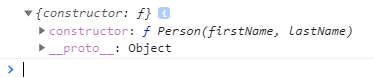 ▼{constructor: ƒ} i
▶ constructor: ƒ Person(firstName, lastName)
▶ __proto__: Object
>